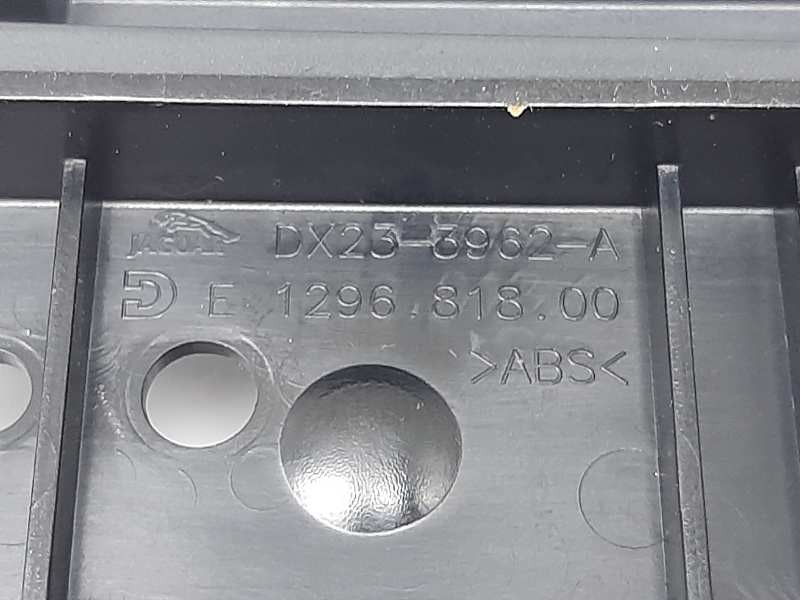 JAGUAR DX23-3962-A
D E 1296.818.00
>ABS<